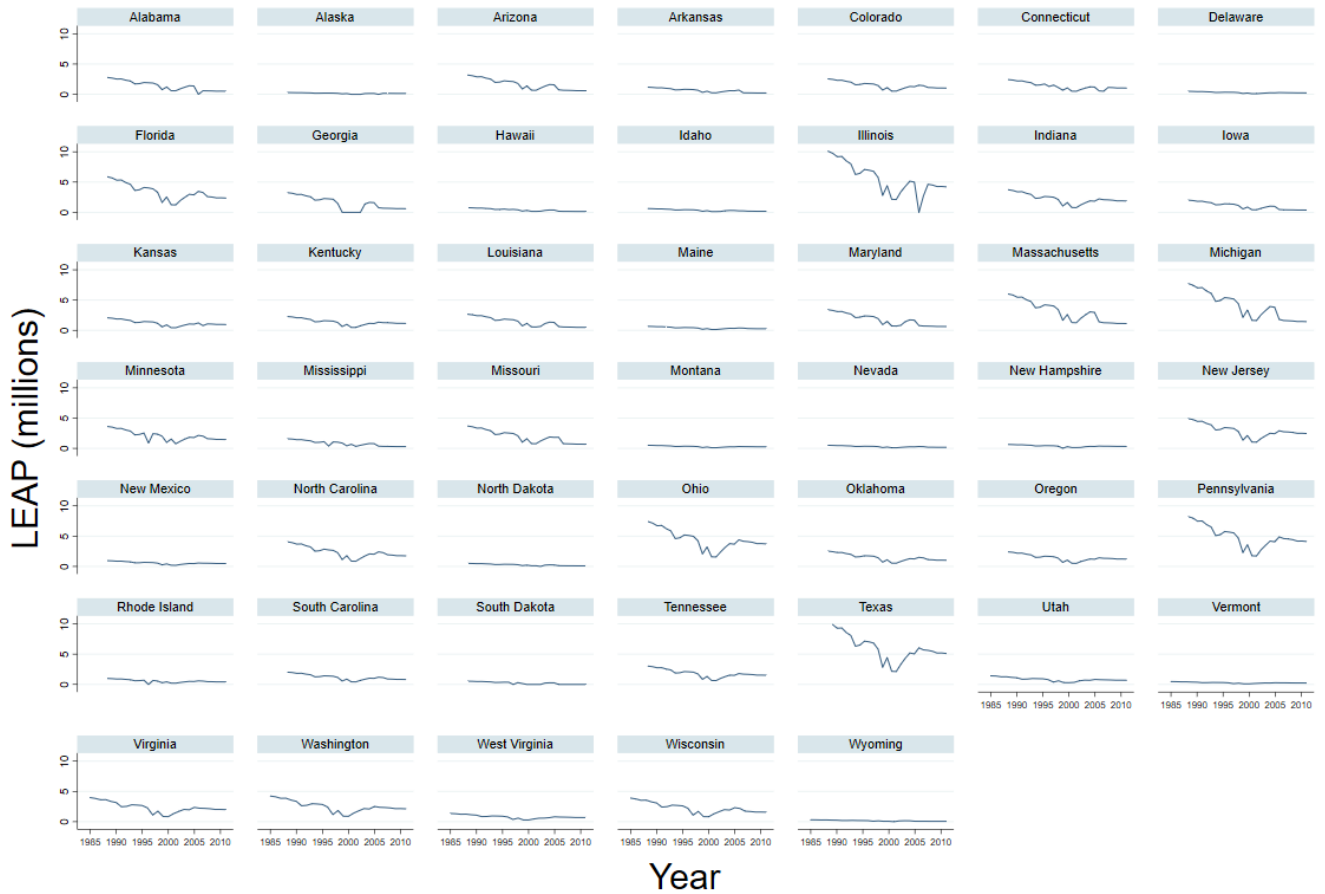 Alabama Alaska Arizona Arkansas Colorado Connecticut Delaware
10
5
0
Florida Georgia Hawaii Idaho Illinois Indiana Iowa
10
5
0
Kansas Kentucky Louisiana Maine Maryland Massachusetts Michigan
10
5
0
Minnesota Mississippi Missouri Montana Nevada New Hampshire New Jersey
10
5
0
New Mexico North Carolina North Dakota Ohio Oklahoma Oregon Pennsylvania
10
5
0
Rhode Island South Carolina South Dakota Tennessee Texas Utah Vermont
10
5
0
1985 1990 1995 2000 2005 2010 1985 1990 1995 2000 2005 2010
Virginia Washington West Virginia Wisconsin Wyoming
10
5
0
1985 1990 1995 2000 2005 2010 1985 1990 1995 2000 2005 2010 1985 1990 1995 2000 2005 2010 1985 1990 1995 2000 2005 2010 1985 1990 1995 2000 2005 2010
LEAP (millions)
Year